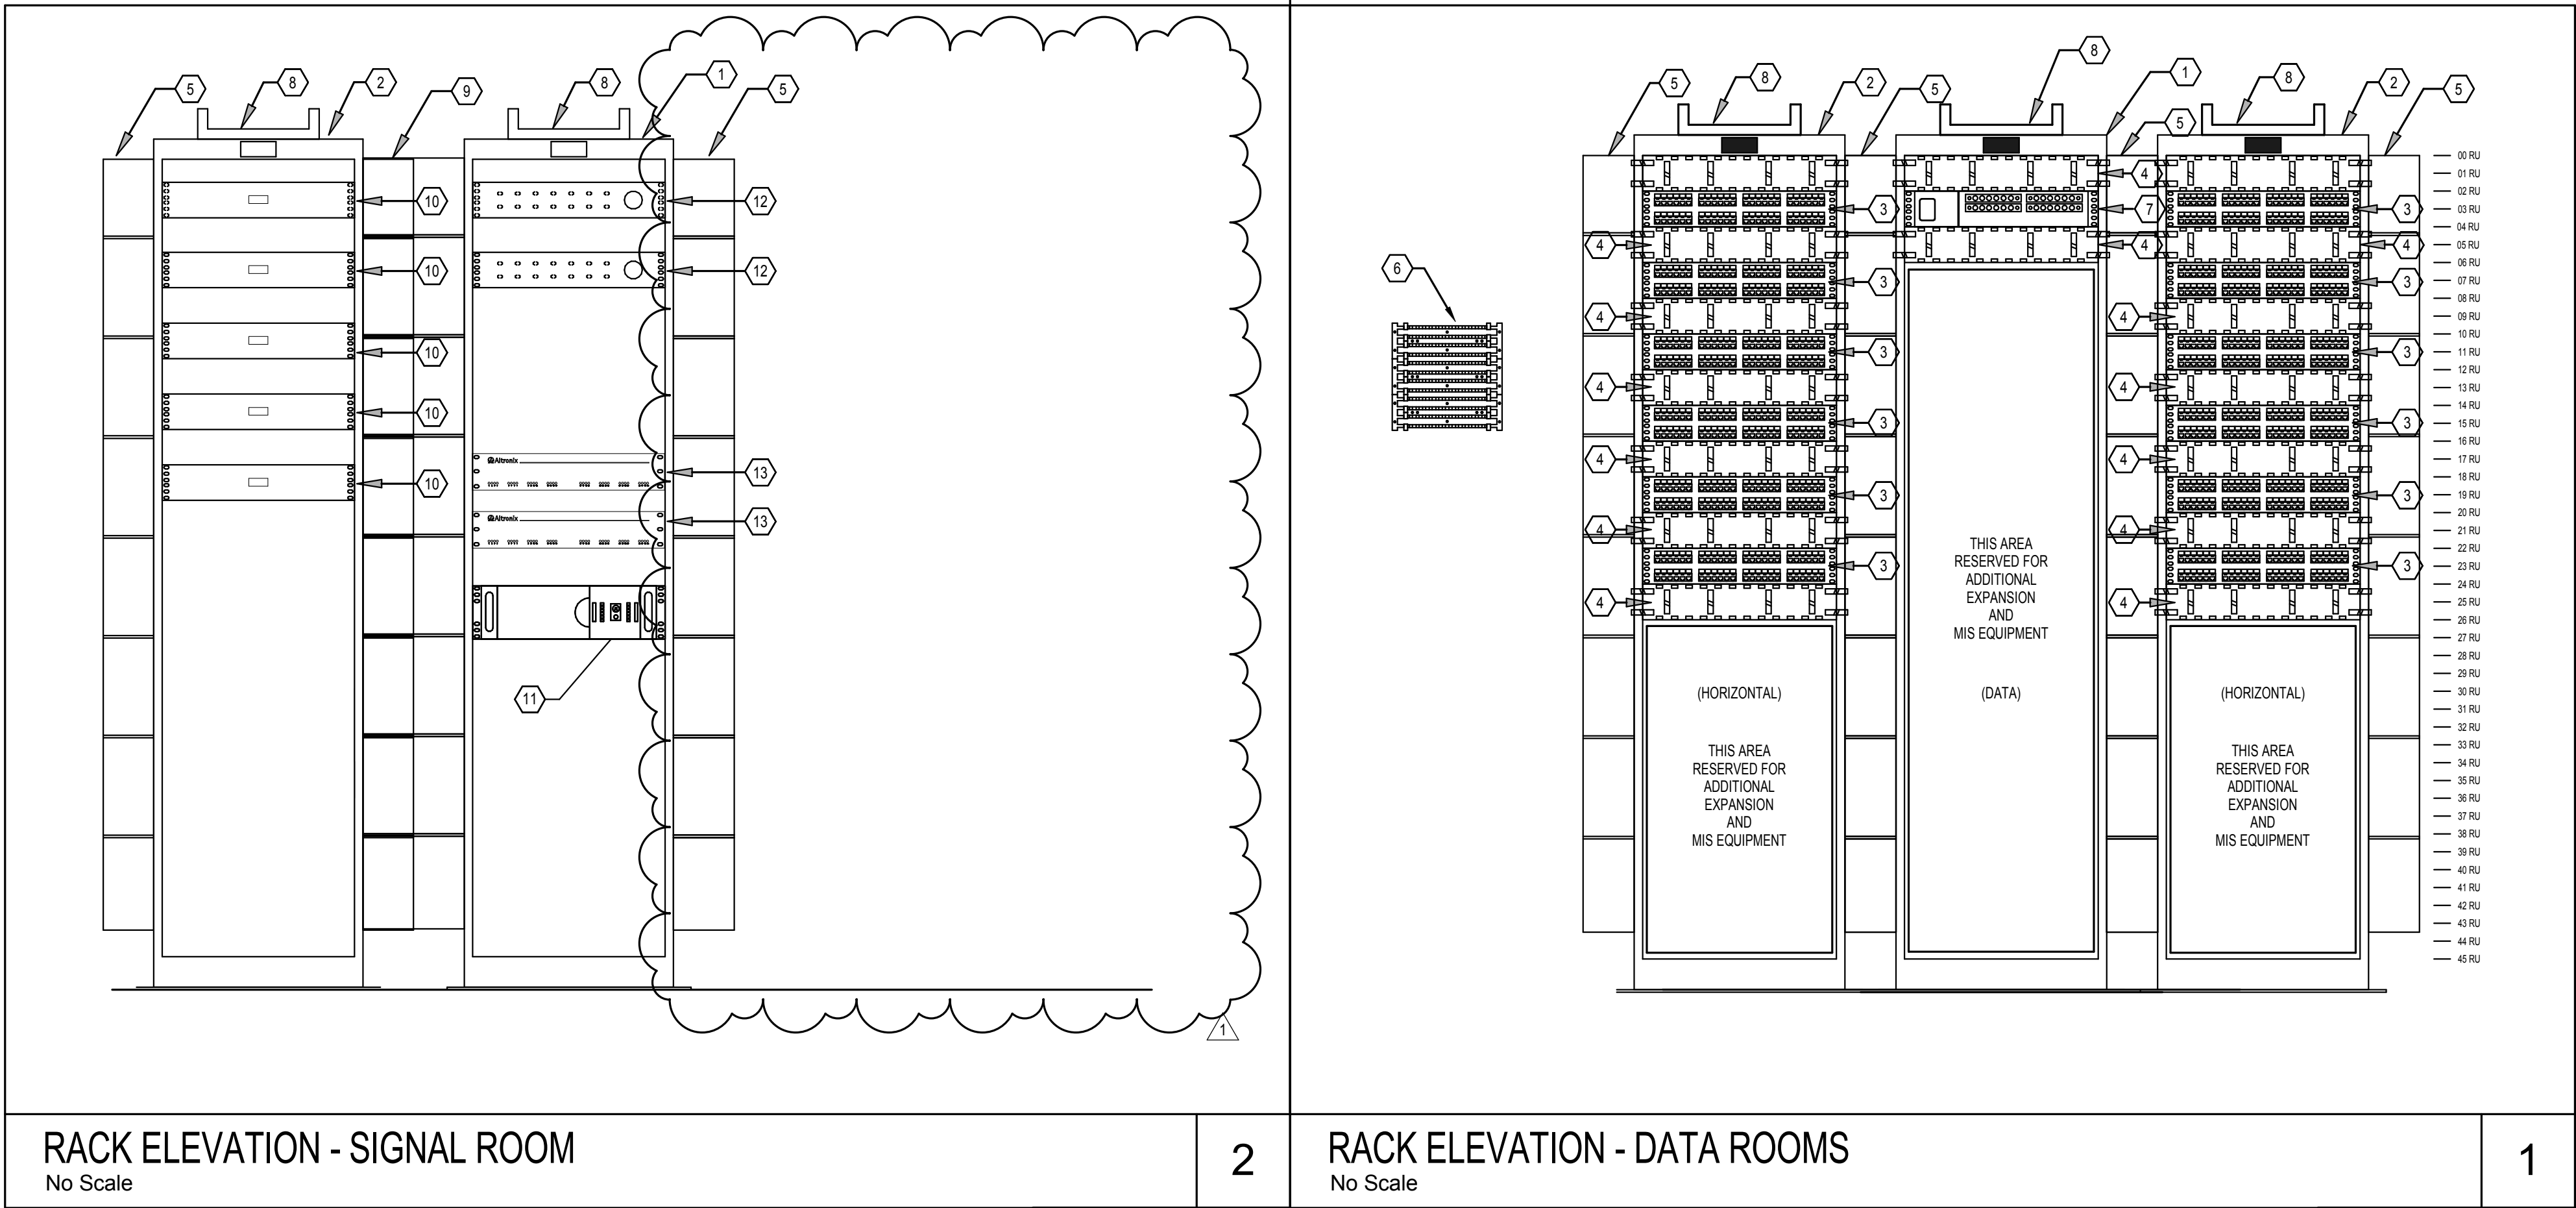 5
8
2
9
8
1
5
10
12
10
12
10
10
Altronix
13
10
Altronix
13
11
1
RACK ELEVATION - SIGNAL ROOM
No Scale
2
8
5
8
2
5
1
8
2
5
5
00 RU
01 RU
4
02 RU
3
7
3
03 RU
04 RU
4
4
4
05 RU
06 RU
6
3
3
07 RU
08 RU
4
4
09 RU
10 RU
3
3
11 RU
12 RU
4
4
13 RU
14 RU
3
3
15 RU
16 RU
4
4
17 RU
18 RU
3
3
19 RU
20 RU
4
4
21 RU
22 RU
3
3
23 RU
24 RU
4
4
25 RU
26 RU
27 RU
28 RU
29 RU
30 RU
31 RU
32 RU
33 RU
34 RU
35 RU
36 RU
37 RU
38 RU
39 RU
40 RU
41 RU
42 RU
43 RU
44 RU
45 RU
THIS AREA
RESERVED FOR
ADDITIONAL
EXPANSION
AND
MIS EQUIPMENT
(HORIZONTAL)
(DATA)
(HORIZONTAL)
THIS AREA
RESERVED FOR
ADDITIONAL
EXPANSION
AND
MIS EQUIPMENT
THIS AREA
RESERVED FOR
ADDITIONAL
EXPANSION
AND
MIS EQUIPMENT
RACK ELEVATION - DATA ROOMS
No Scale
1